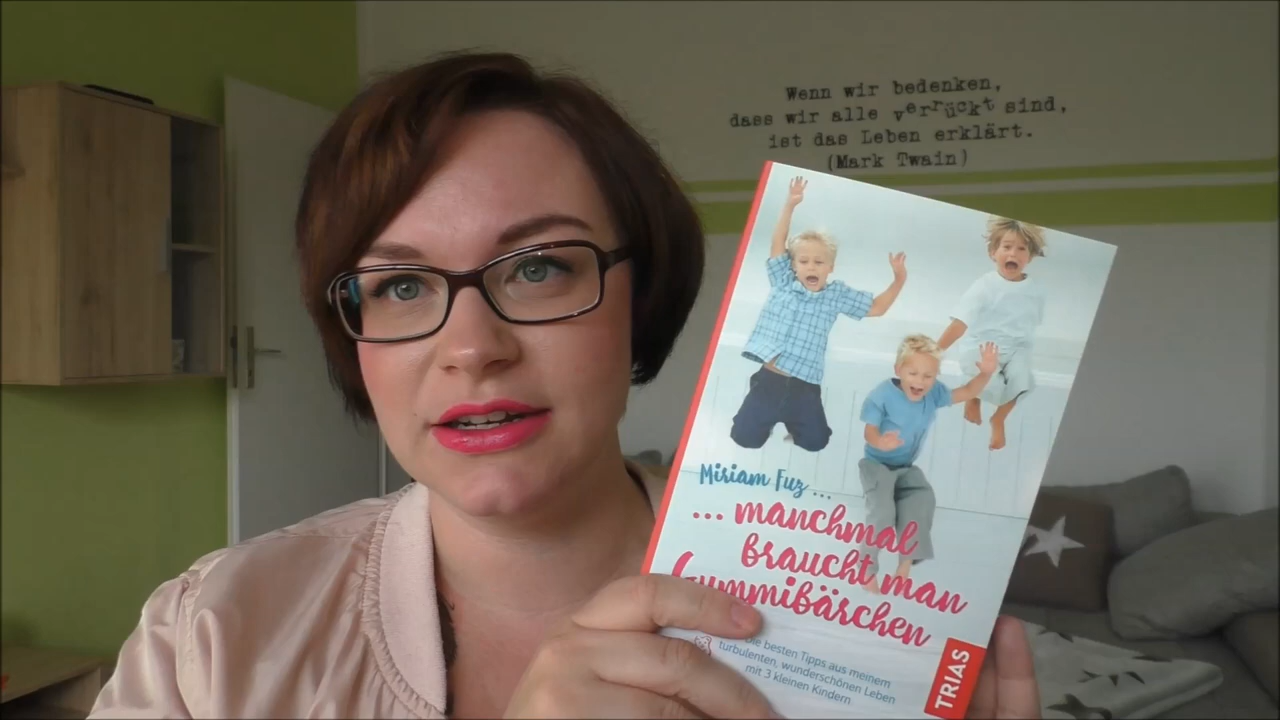 Wenn wir bedenken,
dass wir alle verrückt sind,
ist das Leben erklärt.
(Mark Twain)
Miriam Fuz...
... manchmal
braucht man
Gummibärchen
Die besten Tipps aus meinem
turbulenten, wunderschönen Leben
mit 3 kleinen Kindern
TRIAS